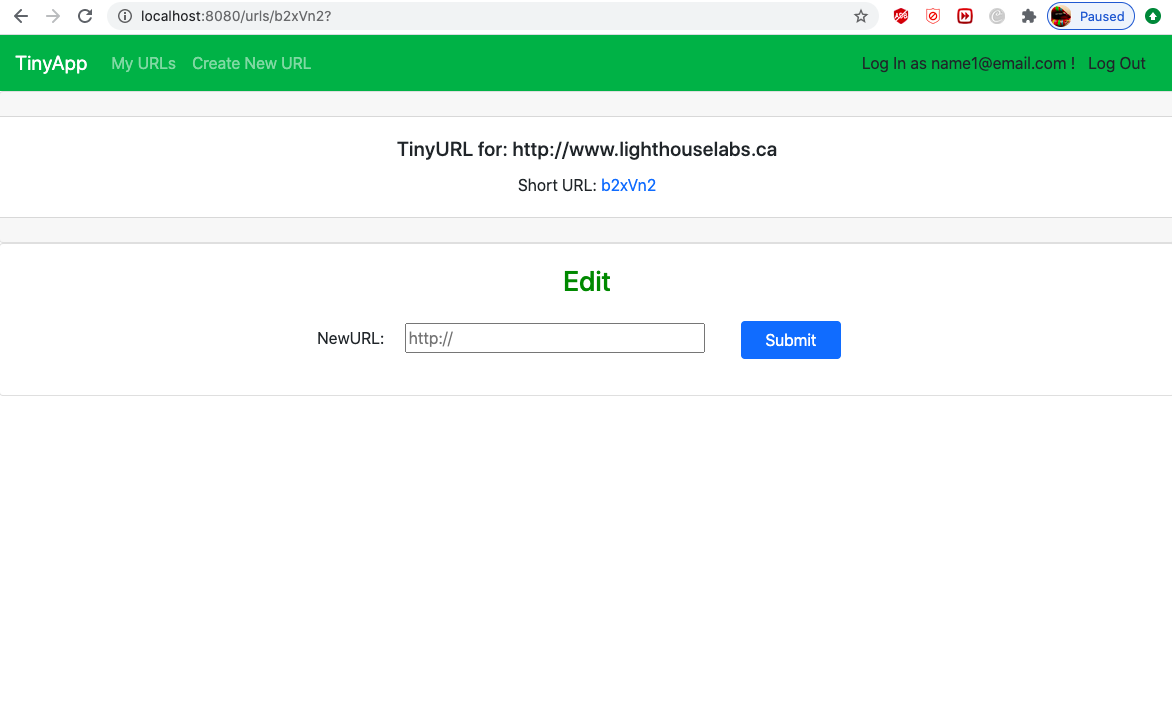 localhost:8080/urls/b2xVn2?
Paused
TinyApp My URLs Create New URL Log In as name1@email.com ! Log Out
TinyURL for: http://www.lighthouselabs.ca
Short URL: b2xVn2
Edit
NewURL: http:// Submit